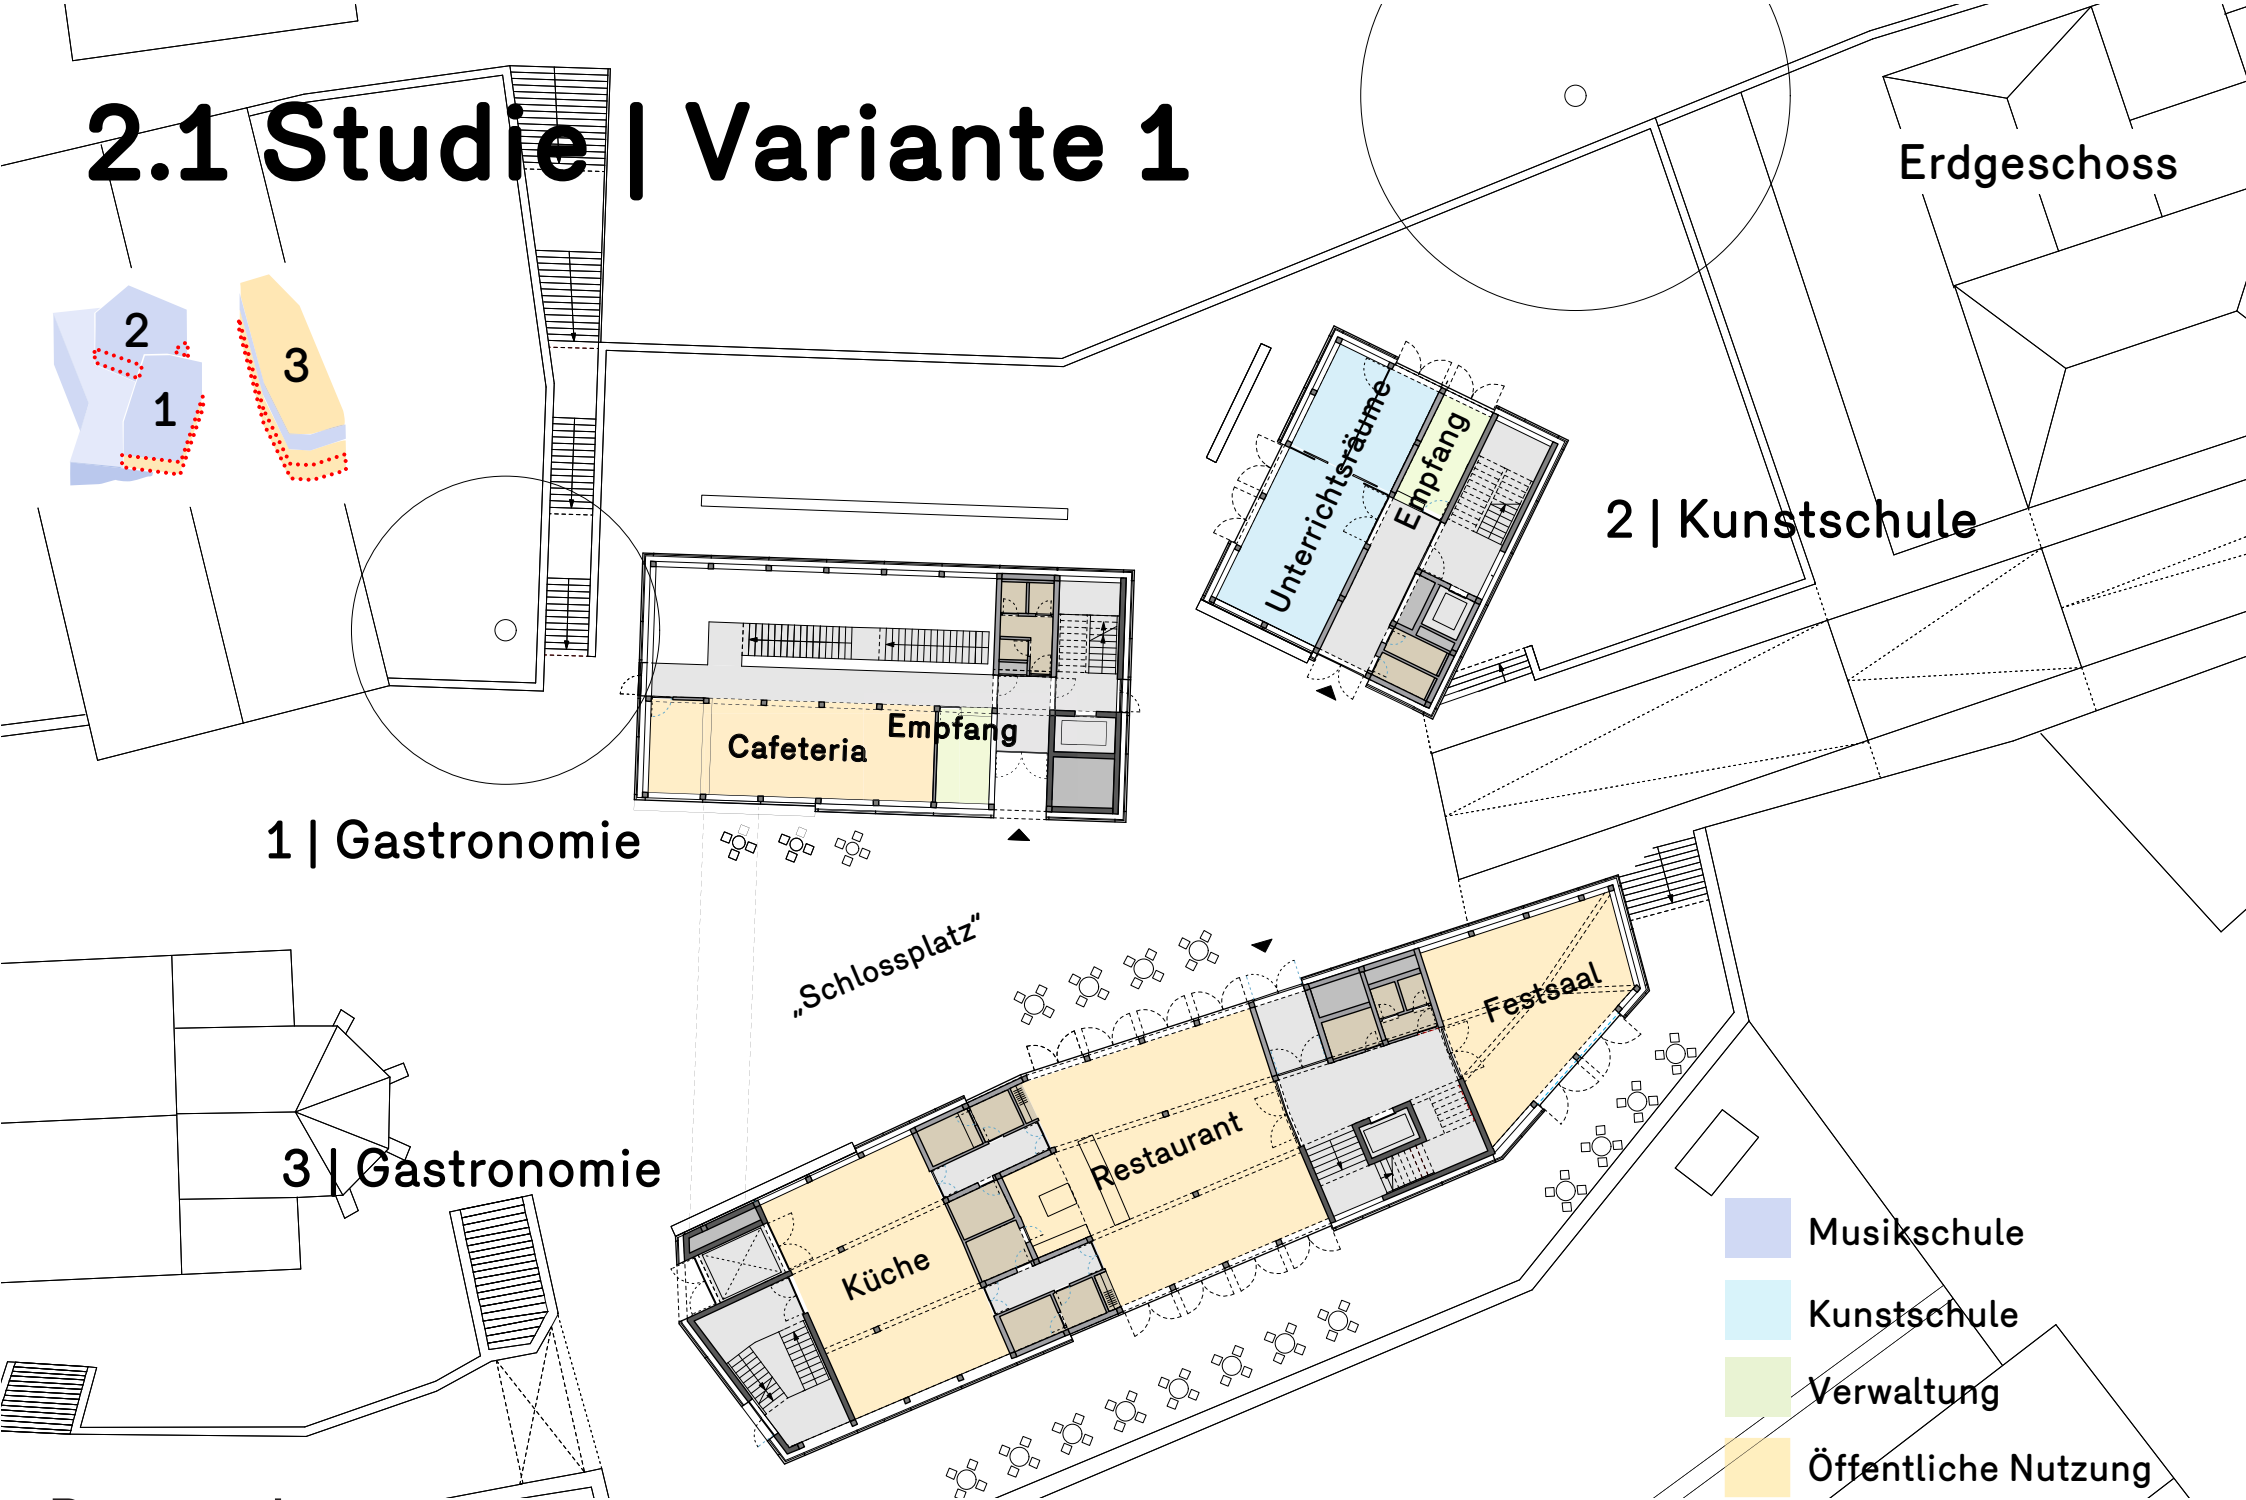 2.1 Studie | Variante 1
Erdgeschoss
2
3
1
Unterrichtsräume
Empfang
2 | Kunstschule
Empfang
Cafeteria
1 | Gastronomie
„Schlossplatz“
Festsaal
Restaurant
3 | Gastronomie
Küche
Musikschule
Kunstschule
Verwaltung
Öffentliche Nutzung